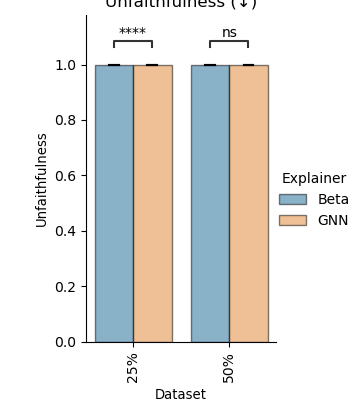 Unfaithfulness (↓)
****
ns
1.0
0.8
0.6
0.4
0.2
0.0
Unfaithfulness
25%
50%
Dataset
Explainer
Beta
GNN